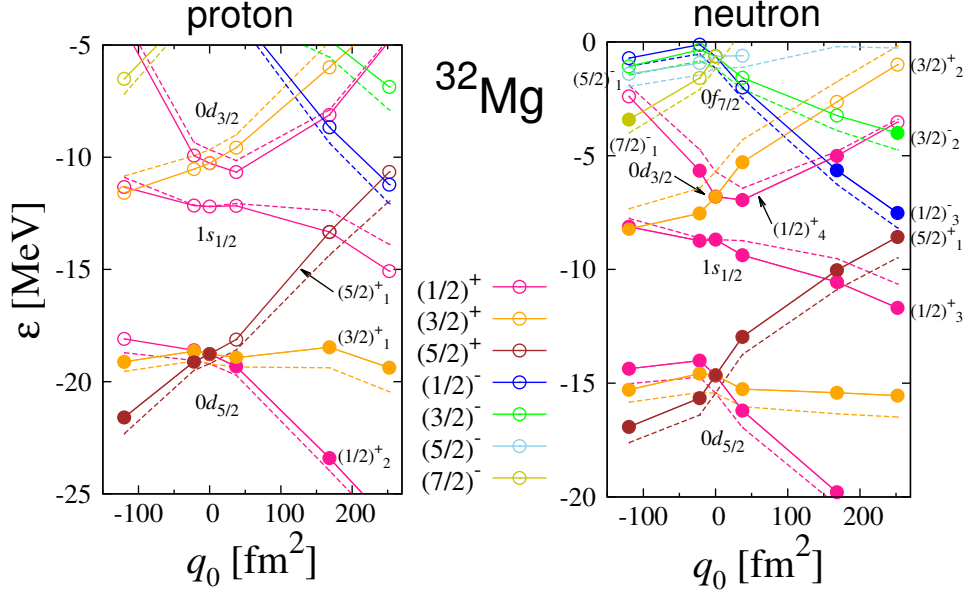 proton
neutron
³²Mg
ε [MeV]
-5
-10
-15
-20
-25
-100
0
100
200
q₀ [fm²]
0d₃/₂
1s₁/₂
(5/2)⁺₁
(3/2)⁺₁
0d₅/₂
(1/2)⁺₂
(1/2)⁺
(3/2)⁺
(5/2)⁺
(1/2)⁻
(3/2)⁻
(5/2)⁻
(7/2)⁻
0
-5
-10
-15
-20
-100
0
100
200
q₀ [fm²]
(5/2)⁻₁
0f₇/₂
(3/2)⁺₂
(7/2)⁻₁
(3/2)⁻₂
0d₃/₂
(1/2)⁺₄
(1/2)⁻₃
(5/2)⁺₁
1s₁/₂
(1/2)⁺₃
0d₅/₂